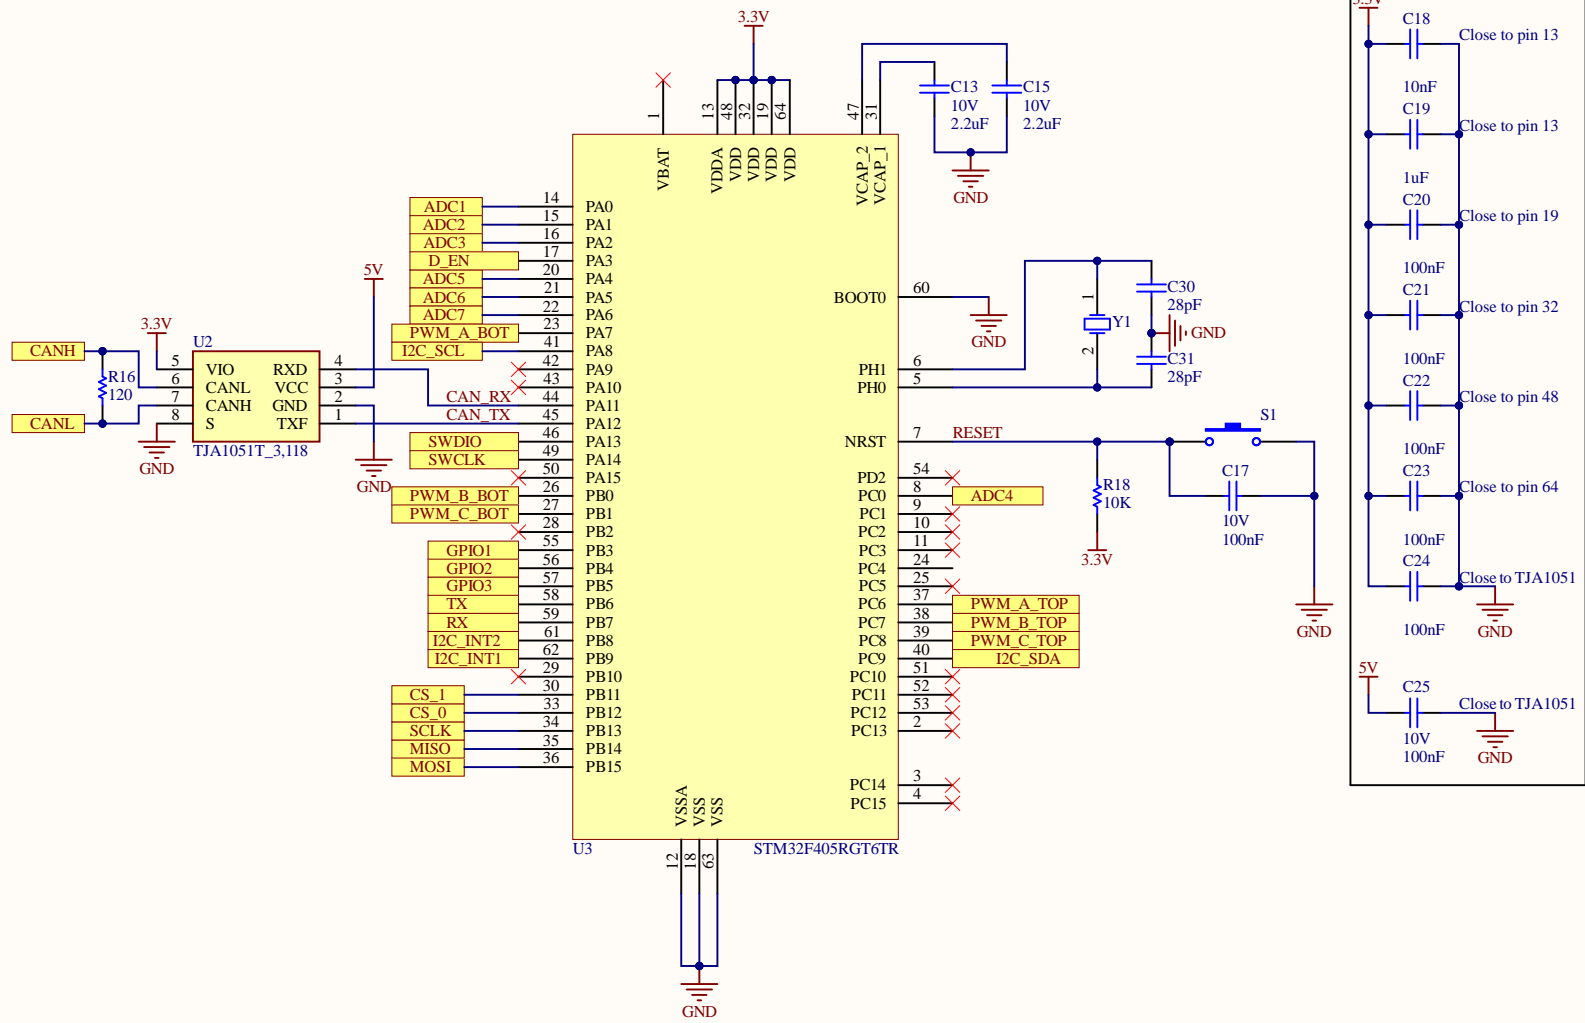 3.3V
CANH
CANL
R16
120
3.3V
U2
5 VIO RXD 4
6 CANL VCC 3
7 CANH GND 2
8 S TXF 1
TJA1051T_3,118
GND
5V
GND
CAN_RX
CAN_TX
1 VBAT
13 VDDA
48 VDD
32 VDD
19 VDD
64 VDD
47 VCAP_2
31 VCAP_1
C13
10V
2.2uF
C15
10V
2.2uF
GND
ADC1 14 PA0
ADC2 15 PA1
ADC3 16 PA2
D_EN 17 PA3
ADC5 20 PA4
ADC6 21 PA5
ADC7 22 PA6
PWM_A_BOT 23 PA7
I2C_SCL 41 PA8
42 PA9
43 PA10
44 PA11
45 PA12
SWDIO 46 PA13
SWCLK 49 PA14
50 PA15
PWM_B_BOT 26 PB0
PWM_C_BOT 27 PB1
28 PB2
GPIO1 55 PB3
GPIO2 56 PB4
GPIO3 57 PB5
TX 58 PB6
RX 59 PB7
I2C_INT2 61 PB8
I2C_INT1 62 PB9
29 PB10
CS_1 30 PB11
CS_0 33 PB12
SCLK 34 PB13
MISO 35 PB14
MOSI 36 PB15
BOOT0 60
GND
PH1 6
PH0 5
1
Y1
2
C30
28pF
GND
C31
28pF
NRST 7 RESET
S1
R18
10K
3.3V
C17
10V
100nF
GND
PD2 54
PC0 8 ADC4
PC1 9
PC2 10
PC3 11
PC4 24
PC5 25
PC6 37 PWM_A_TOP
PC7 38 PWM_B_TOP
PC8 39 PWM_C_TOP
PC9 40 I2C_SDA
PC10 51
PC11 52
PC12 53
PC13 2
PC14 3
PC15 4
VSSA 12
VSS 18
VSS 63
U3
STM32F405RGT6TR
GND
3.3V
C18 Close to pin 13
10nF
C19 Close to pin 13
1uF
C20 Close to pin 19
100nF
C21 Close to pin 32
100nF
C22 Close to pin 48
100nF
C23 Close to pin 64
100nF
C24 Close to TJA1051
100nF
GND
5V
C25 Close to TJA1051
10V
100nF
GND